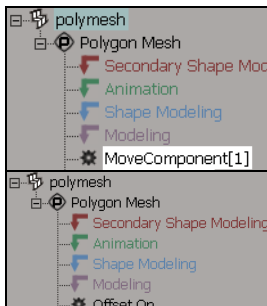 polymesh
Polygon Mesh
Secondary Shape Mod
Animation
Shape Modeling
Modeling
MoveComponent[1]
polymesh
Polygon Mesh
Secondary Shape Modeling
Animation
Shape Modeling
Modeling
Offset Op